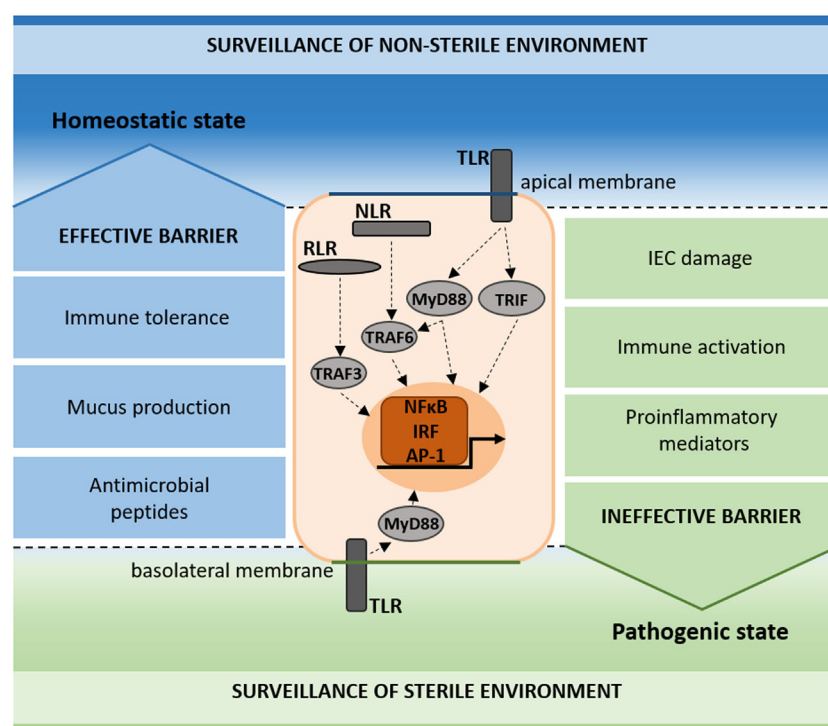 SURVEILLANCE OF NON-STERILE ENVIRONMENT
Homeostatic state
EFFECTIVE BARRIER
Immune tolerance
Mucus production
Antimicrobial
peptides
TLR
apical membrane
NLR
RLR
MyD88
TRIF
TRAF6
TRAF3
NFκB
IRF
AP-1
MyD88
basolateral membrane
TLR
IEC damage
Immune activation
Proinflammatory
mediators
INEFFECTIVE BARRIER
Pathogenic state
SURVEILLANCE OF STERILE ENVIRONMENT